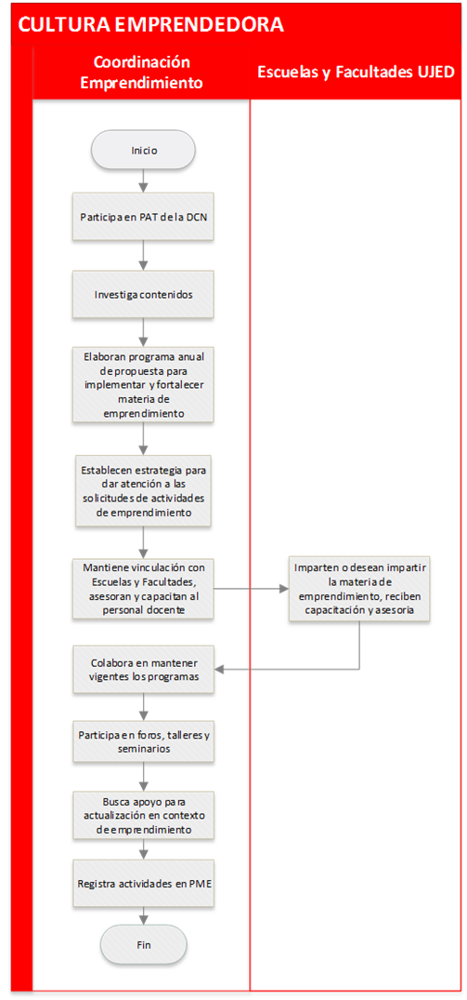 CULTURA EMPRENDEDORA
Coordinación
Emprendimiento
Escuelas y Facultades UJED
Inicio
Participa en PAT de la DCN
Investiga contenidos
Elaboran programa anual
de propuesta para
implementar y fortalecer
materia de
emprendimiento
Establecen estrategia para
dar atención a las
solicitudes de actividades
de emprendimiento
Mantiene vinculación con
Escuelas y Facultades,
asesoran y capacitan al
personal docente
Imparten o desean impartir
la materia de
emprendimiento, reciben
capacitación y asesoria
Colabora en mantener
vigentes los programas
Participa en foros, talleres y
seminarios
Busca apoyo para
actualización en contexto
de emprendimiento
Registra actividades en PME
Fin